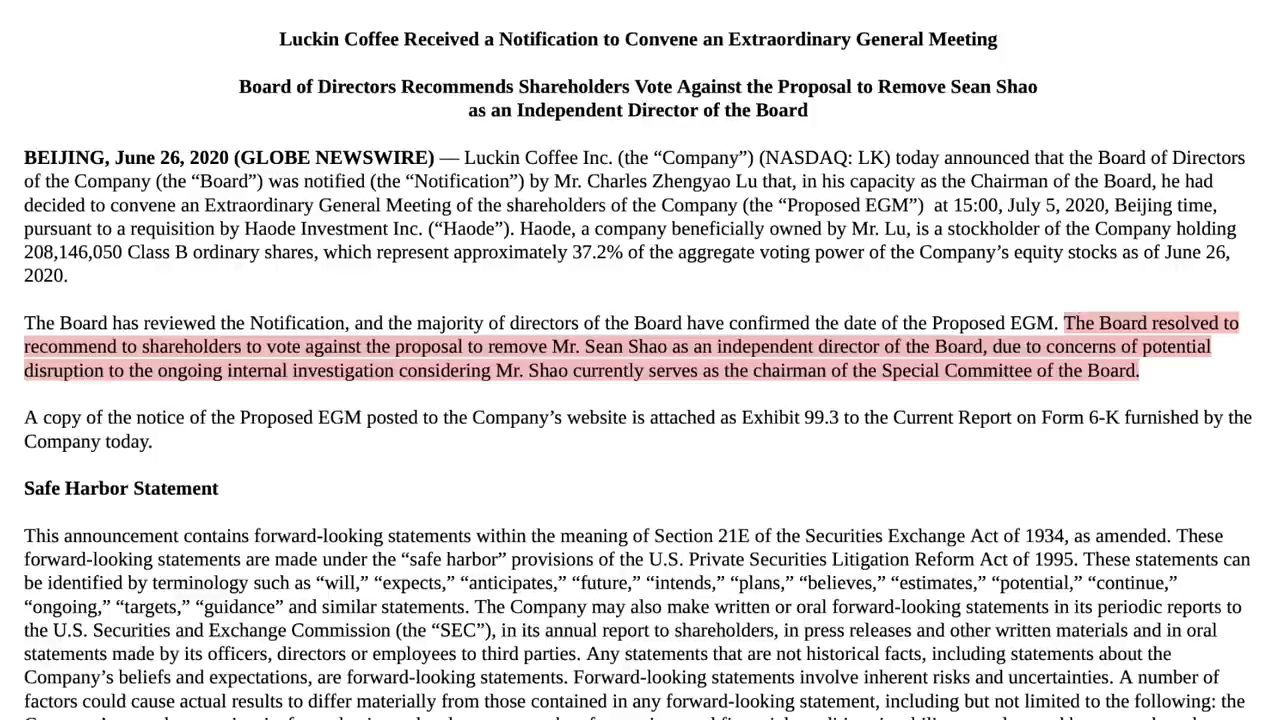 Luckin Coffee Received a Notification to Convene an Extraordinary General Meeting
Board of Directors Recommends Shareholders Vote Against the Proposal to Remove Sean Shao
as an Independent Director of the Board
BEIJING, June 26, 2020 (GLOBE NEWSWIRE) — Luckin Coffee Inc. (the “Company”) (NASDAQ: LK) today announced that the Board of Directors
of the Company (the “Board”) was notified (the “Notification”) by Mr. Charles Zhengyao Lu that, in his capacity as the Chairman of the Board, he had
decided to convene an Extraordinary General Meeting of the shareholders of the Company (the “Proposed EGM”)  at 15:00, July 5, 2020, Beijing time,
pursuant to a requisition by Haode Investment Inc. (“Haode”). Haode, a company beneficially owned by Mr. Lu, is a stockholder of the Company holding
208,146,050 Class B ordinary shares, which represent approximately 37.2% of the aggregate voting power of the Company’s equity stocks as of June 26,
2020.
The Board has reviewed the Notification, and the majority of directors of the Board have confirmed the date of the Proposed EGM. The Board resolved to
recommend to shareholders to vote against the proposal to remove Mr. Sean Shao as an independent director of the Board, due to concerns of potential
disruption to the ongoing internal investigation considering Mr. Shao currently serves as the chairman of the Special Committee of the Board.
A copy of the notice of the Proposed EGM posted to the Company’s website is attached as Exhibit 99.3 to the Current Report on Form 6-K furnished by the
Company today.
Safe Harbor Statement
This announcement contains forward-looking statements within the meaning of Section 21E of the Securities Exchange Act of 1934, as amended. These
forward-looking statements are made under the “safe harbor” provisions of the U.S. Private Securities Litigation Reform Act of 1995. These statements can
be identified by terminology such as “will,” “expects,” “anticipates,” “future,” “intends,” “plans,” “believes,” “estimates,” “potential,” “continue,”
“ongoing,” “targets,” “guidance” and similar statements. The Company may also make written or oral forward-looking statements in its periodic reports to
the U.S. Securities and Exchange Commission (the “SEC”), in its annual report to shareholders, in press releases and other written materials and in oral
statements made by its officers, directors or employees to third parties. Any statements that are not historical facts, including statements about the
Company’s beliefs and expectations, are forward-looking statements. Forward-looking statements involve inherent risks and uncertainties. A number of
factors could cause actual results to differ materially from those contained in any forward-looking statement, including but not limited to the following: the